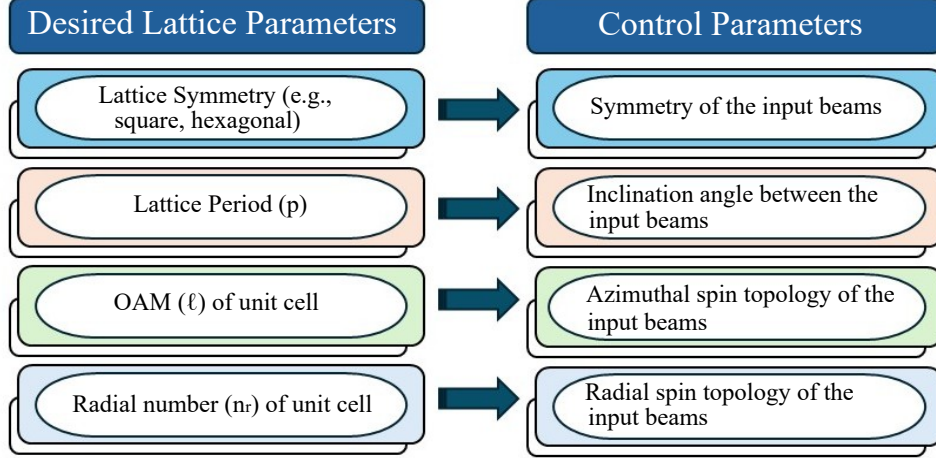 Desired Lattice Parameters
Control Parameters
Lattice Symmetry (e.g.,
square, hexagonal)
Symmetry of the input beams
Lattice Period (p)
Inclination angle between the
input beams
OAM (ℓ) of unit cell
Azimuthal spin topology of the
input beams
Radial number (nᵣ) of unit cell
Radial spin topology of the
input beams